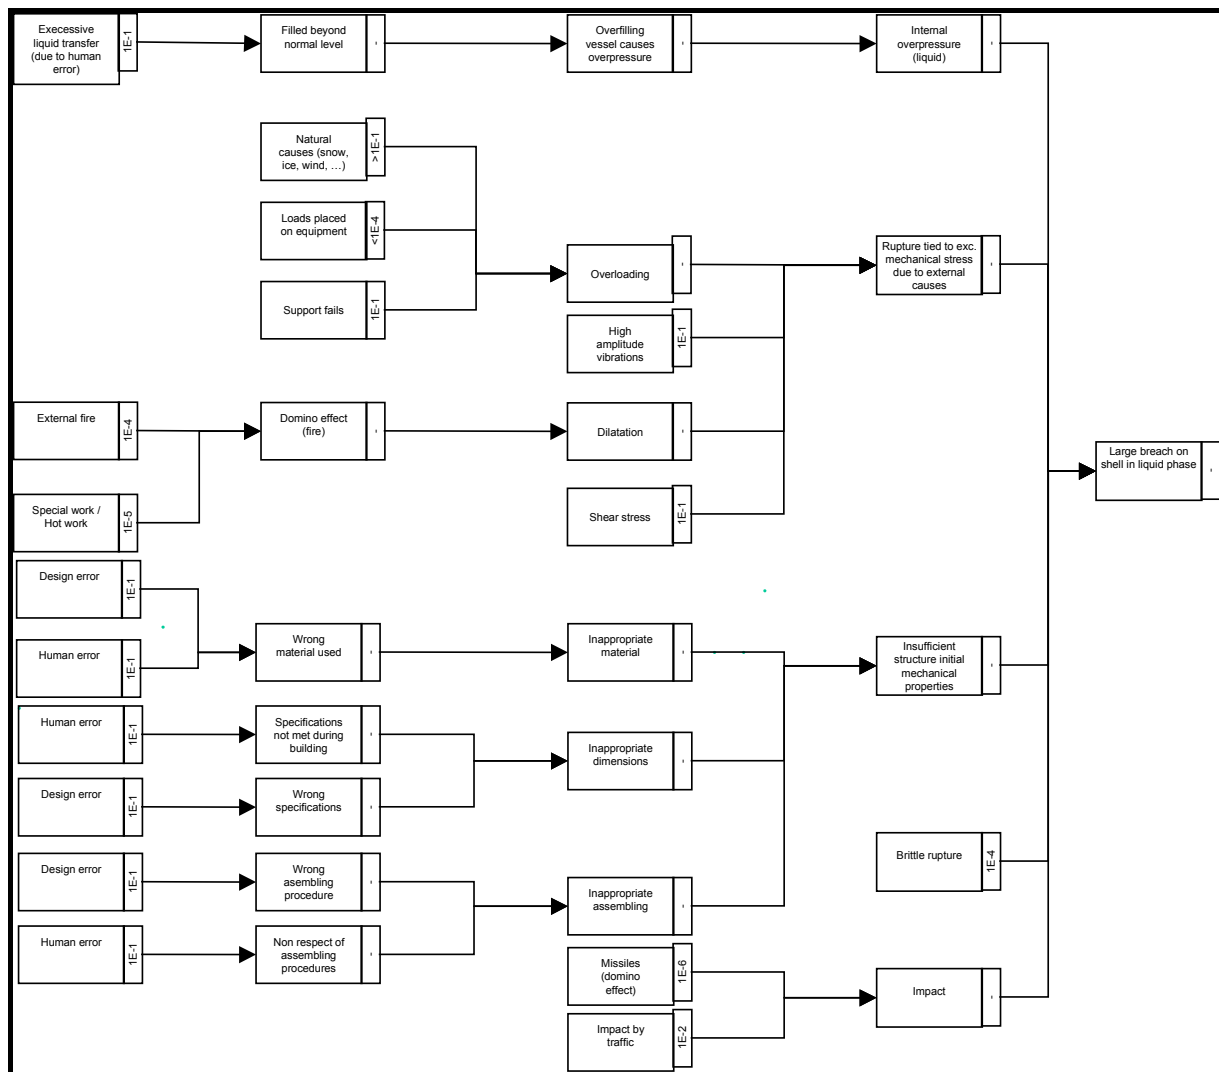 Execessive
liquid transfer
(due to human
error)
1E-1
Filled beyond
normal level
-
Overfilling
vessel causes
overpressure
-
Internal
overpressure
(liquid)
-
Natural
causes (snow,
ice, wind, …)
>1E-1
Loads placed
on equipment
<1E-4
Support fails
1E-1
Overloading
-
High
amplitude
vibrations
1E-1
Rupture tied to exc.
mechanical stress
due to external
causes
-
External fire
1E-4
Special work /
Hot work
1E-5
Domino effect
(fire)
-
Dilatation
-
Shear stress
1E-1
Large breach on
shell in liquid phase
-
Design error
1E-1
Human error
1E-1
Wrong
material used
-
Inappropriate
material
-
Insufficient
structure initial
mechanical
properties
-
Human error
1E-1
Specifications
not met during
building
-
Design error
1E-1
Wrong
specifications
-
Inappropriate
dimensions
-
Design error
1E-1
Wrong
asembling
procedure
-
Human error
1E-1
Non respect of
assembling
procedures
-
Inappropriate
assembling
-
Brittle rupture
1E-4
Missiles
(domino
effect)
1E-6
Impact by
traffic
1E-2
Impact
-